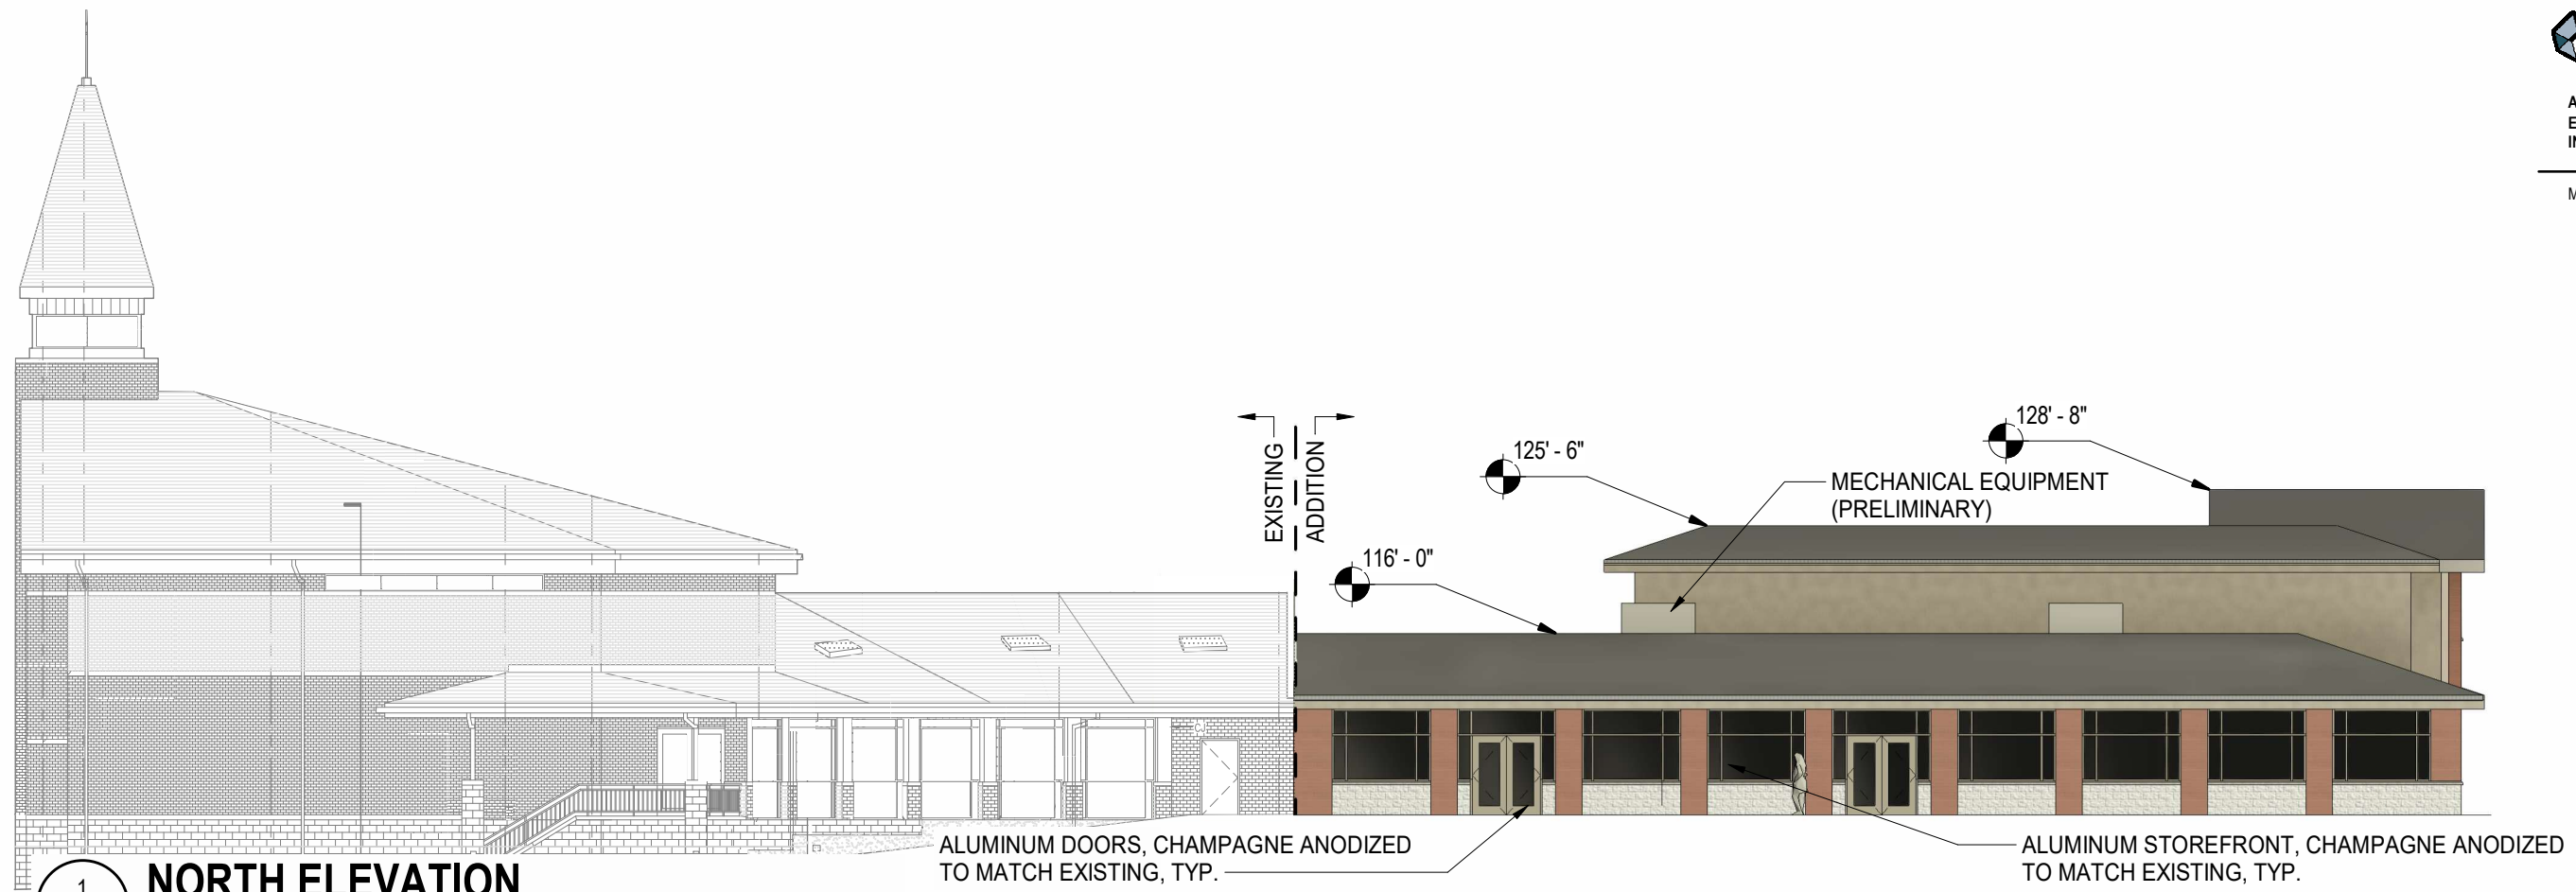 128' - 8"
125' - 6"
MECHANICAL EQUIPMENT
(PRELIMINARY)
EXISTING
ADDITION
116' - 0"
ALUMINUM DOORS, CHAMPAGNE ANODIZED
TO MATCH EXISTING, TYP.
ALUMINUM STOREFRONT, CHAMPAGNE ANODIZED
TO MATCH EXISTING, TYP.
1
NORTH ELEVATION